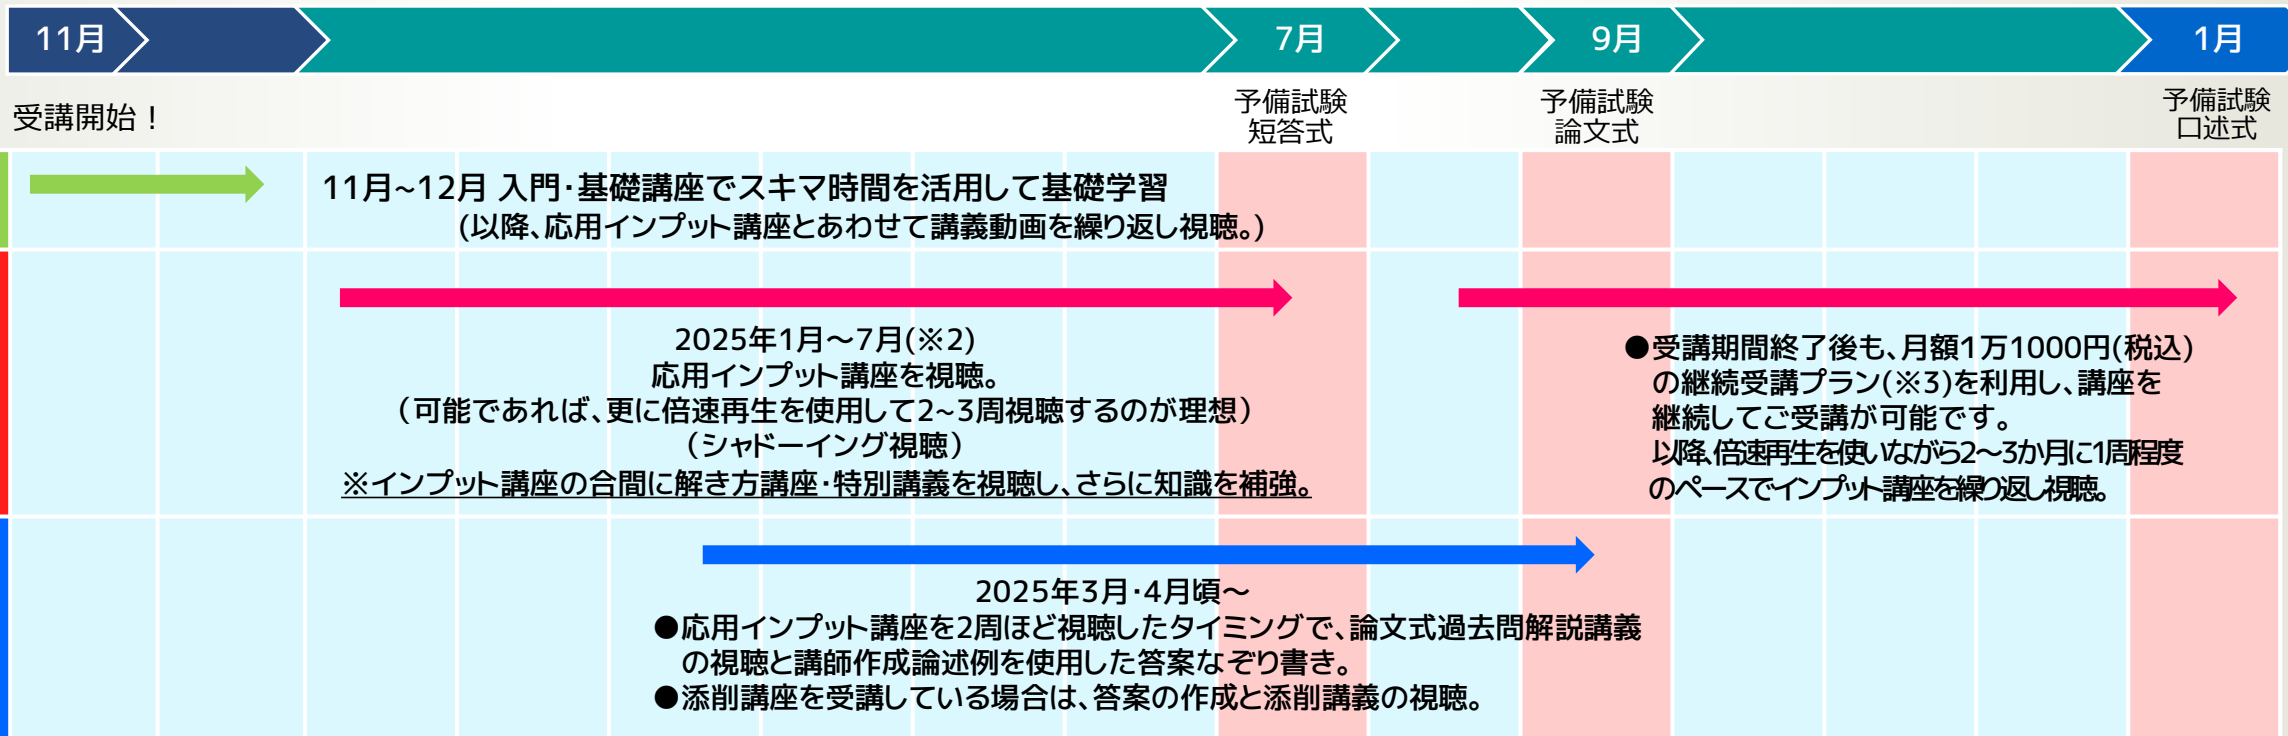 11月
7月
9月
1月
受講開始！
予備試験
短答式
予備試験
論文式
予備試験
口述式
11月~12月 入門・基礎講座でスキマ時間を活用して基礎学習
(以降、応用インプット講座とあわせて講義動画を繰り返し視聴。)
2025年1月～7月(※2)
応用インプット講座を視聴。
（可能であれば、更に倍速再生を使用して2~3周視聴するのが理想）
（シャドーイング視聴）
※インプット講座の合間に解き方講座・特別講義を視聴し、さらに知識を補強。
●受講期間終了後も、月額1万1000円(税込)
の継続受講プラン(※3)を利用し、講座を
継続してご受講が可能です。
以降、倍速再生を使いながら2～3か月に1周程度
のペースでインプット講座を繰り返し視聴。
2025年3月・4月頃～
●応用インプット講座を2周ほど視聴したタイミングで、論文式過去問解説講義
の視聴と講師作成論述例を使用した答案なぞり書き。
●添削講座を受講している場合は、答案の作成と添削講義の視聴。